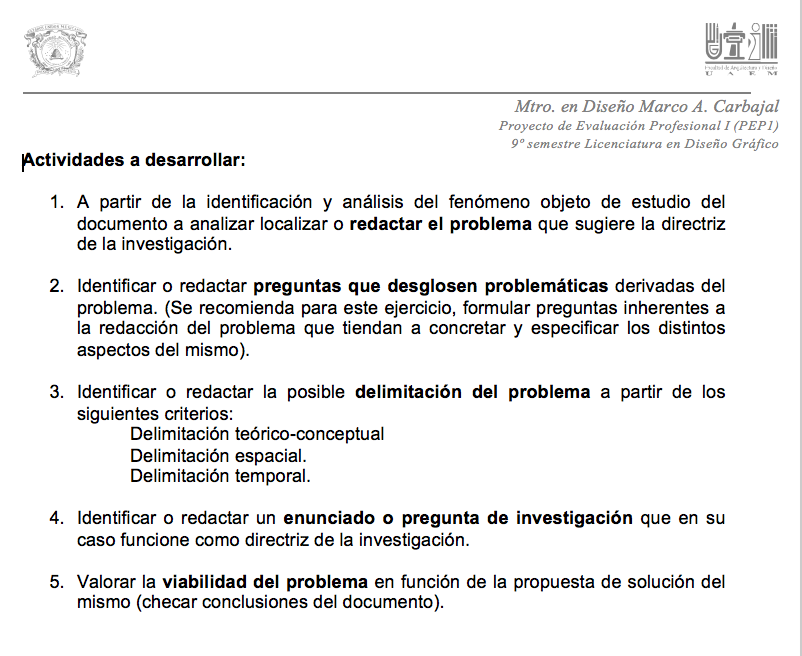 Facultad de Arquitectura y Diseño
U A E M
Mtro. en Diseño Marco A. Carbajal
Proyecto de Evaluación Profesional I (PEP1)
9º semestre Licenciatura en Diseño Gráfico
Actividades a desarrollar:
1. A partir de la identificación y análisis del fenómeno objeto de estudio del
documento a analizar localizar o redactar el problema que sugiere la directriz
de la investigación.
2. Identificar o redactar preguntas que desglosen problemáticas derivadas del
problema. (Se recomienda para este ejercicio, formular preguntas inherentes a
la redacción del problema que tiendan a concretar y especificar los distintos
aspectos del mismo).
3. Identificar o redactar la posible delimitación del problema a partir de los
siguientes criterios:
Delimitación teórico-conceptual
Delimitación espacial.
Delimitación temporal.
4. Identificar o redactar un enunciado o pregunta de investigación que en su
caso funcione como directriz de la investigación.
5. Valorar la viabilidad del problema en función de la propuesta de solución del
mismo (checar conclusiones del documento).